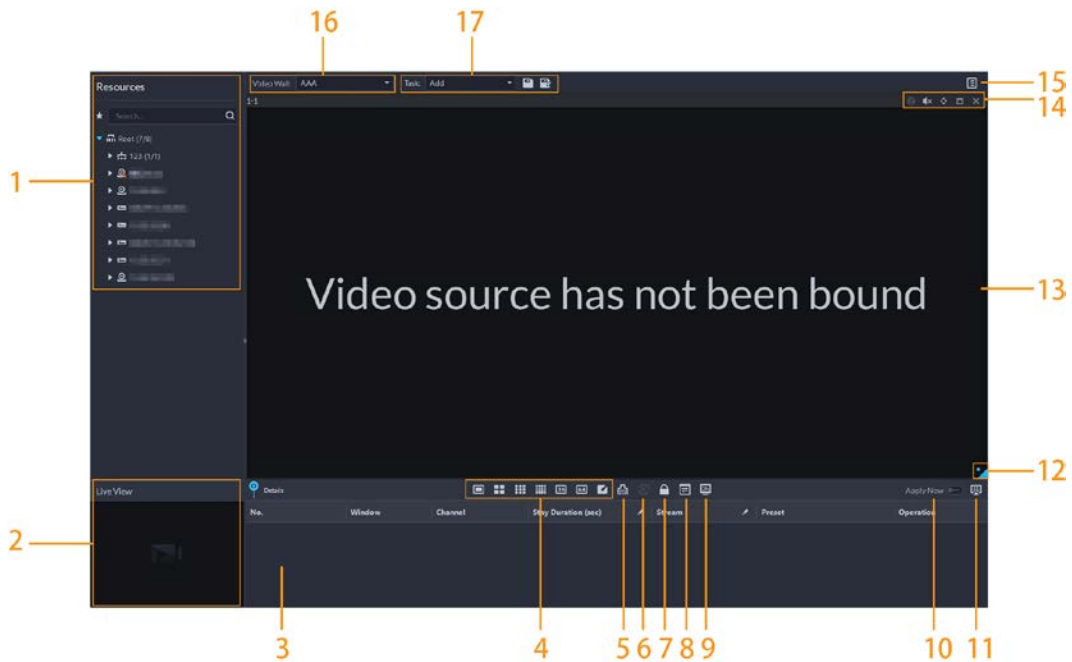 16
17
Resources
Video Wall: AAA
Task: Add
15
1-1
14
Search...
Root (7/8)
123 (1/1)
1
Video source has not been bound
13
12
Live View
Details
Apply Now
No.
Window
Channel
Stay Duration (sec)
Stream
Preset
Operation
2
3
4
5
6
7
8
9
10
11